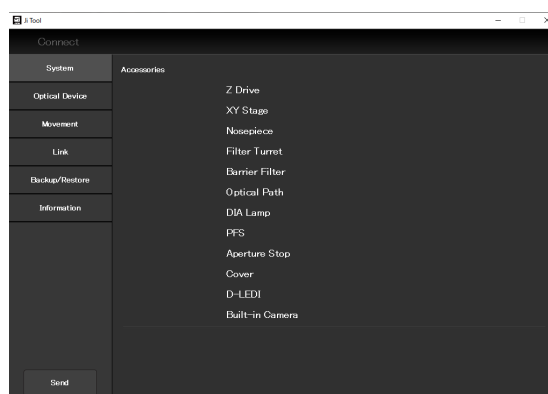 Ji Tool
Connect
System
Optical Device
Movement
Link
Backup/Restore
Information
Send
Accessories
Z Drive
XY Stage
Nosepiece
Filter Turret
Barrier Filter
Optical Path
DIA Lamp
PFS
Aperture Stop
Cover
D-LEDI
Built-in Camera